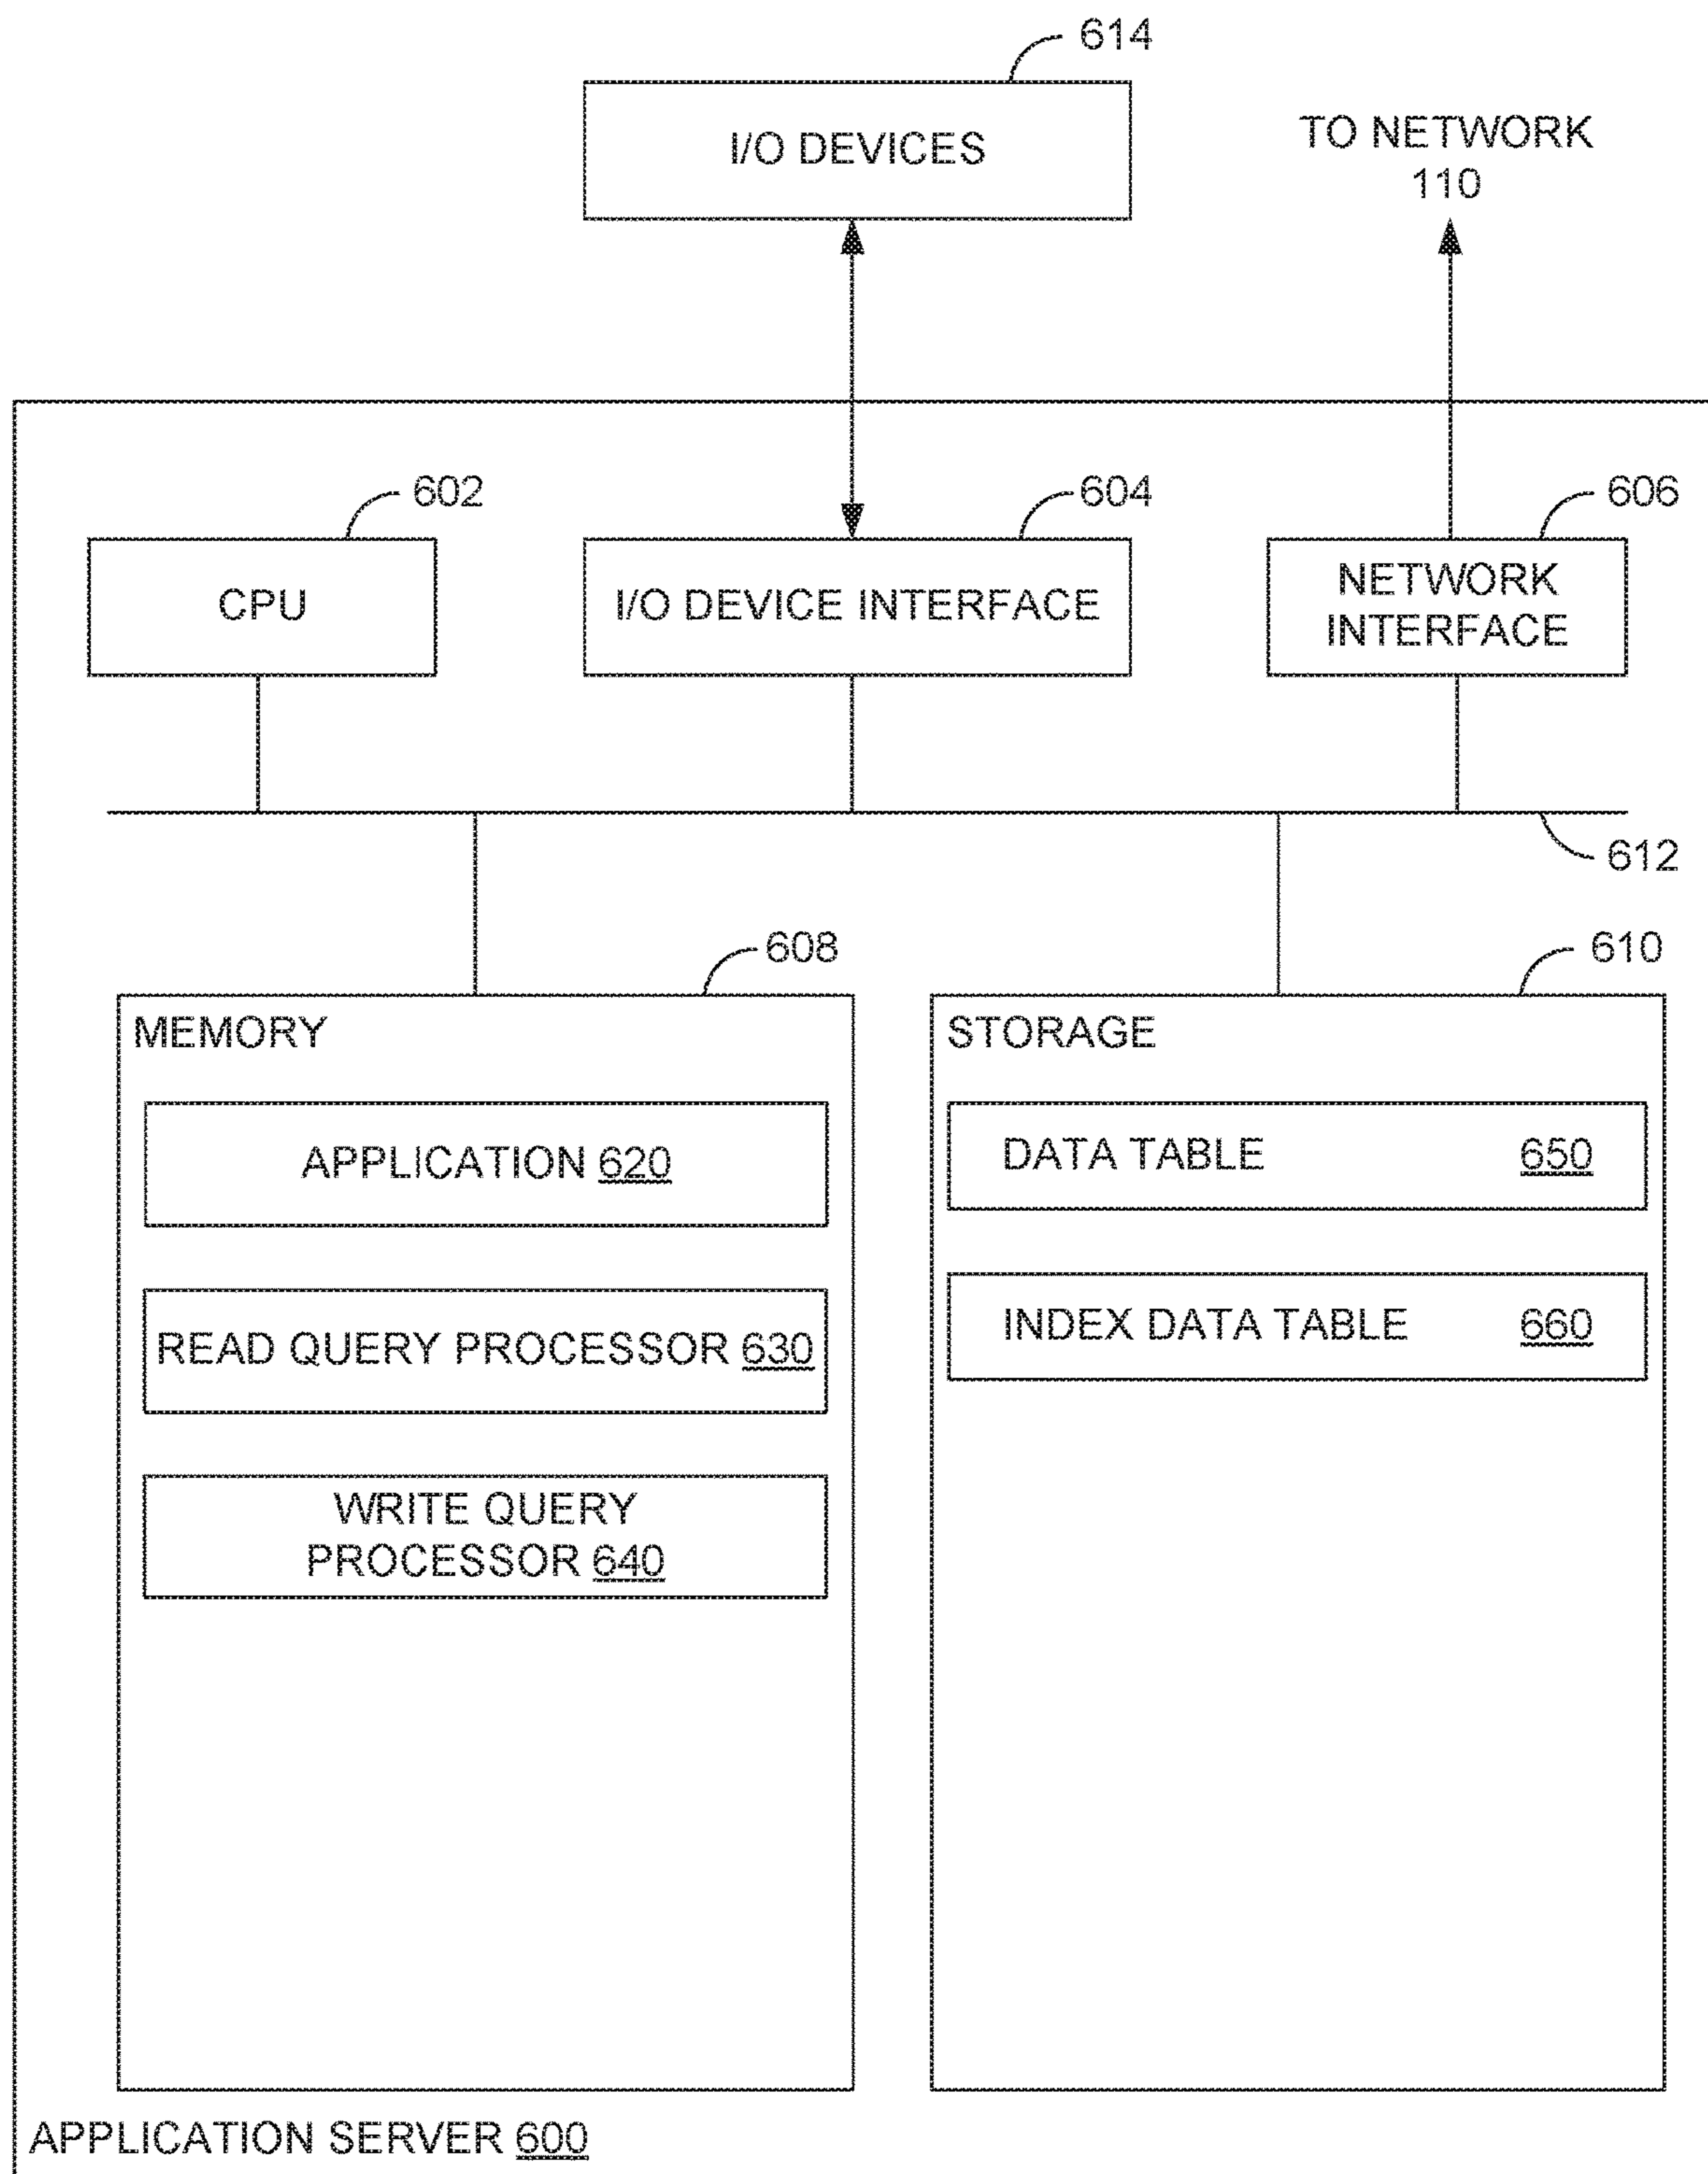 614
I/O DEVICES
TO NETWORK
110
602
604
606
CPU
I/O DEVICE INTERFACE
NETWORK
INTERFACE
612
608
610
MEMORY
STORAGE
APPLICATION 620
DATA TABLE 650
READ QUERY PROCESSOR 630
INDEX DATA TABLE 660
WRITE QUERY
PROCESSOR 640
APPLICATION SERVER 600